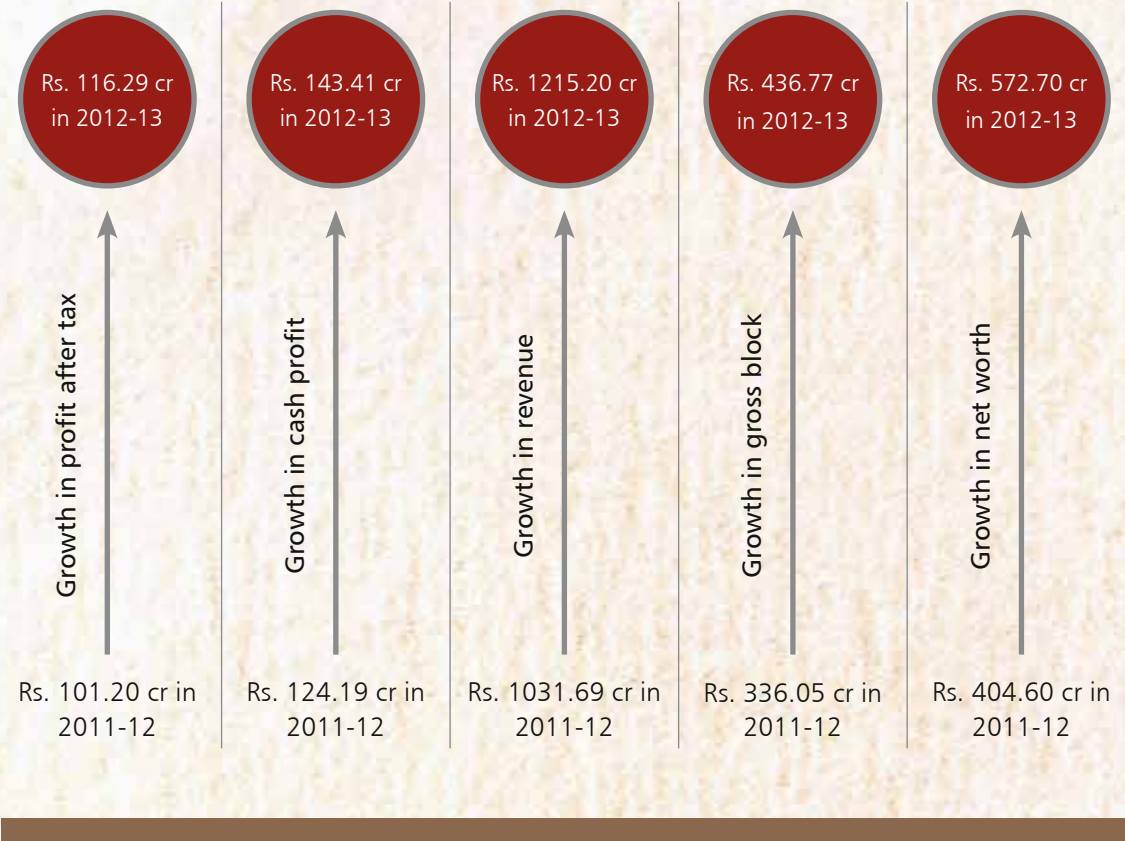 Rs. 116.29 cr
in 2012-13
Growth in profit after tax
Rs. 101.20 cr in
2011-12
Rs. 143.41 cr
in 2012-13
Growth in cash profit
Rs. 124.19 cr in
2011-12
Rs. 1215.20 cr
in 2012-13
Growth in revenue
Rs. 1031.69 cr in
2011-12
Rs. 436.77 cr
in 2012-13
Growth in gross block
Rs. 336.05 cr in
2011-12
Rs. 572.70 cr
in 2012-13
Growth in net worth
Rs. 404.60 cr in
2011-12